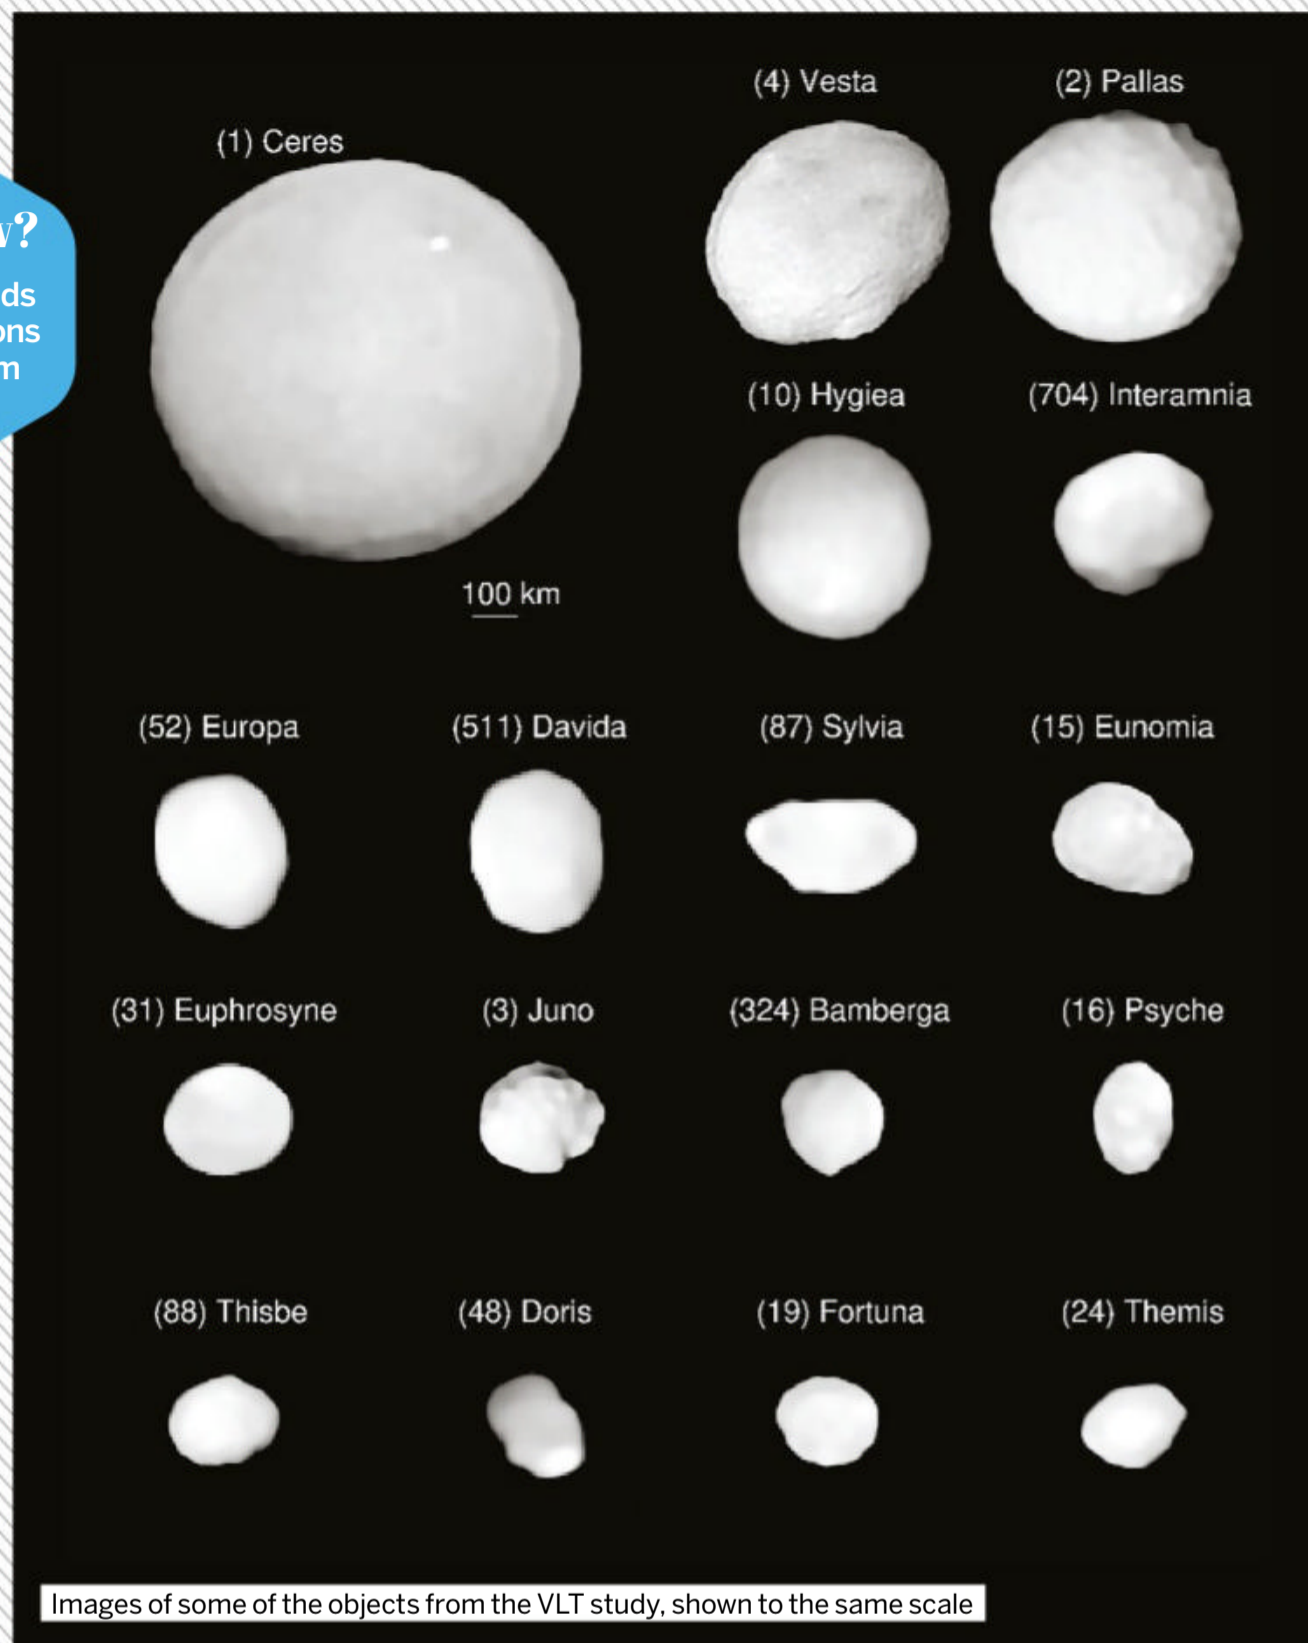 ?
ds
ons
m
(1) Ceres
(4) Vesta
(2) Pallas
(10) Hygiea
(704) Interamnia
100 km
(52) Europa
(511) Davida
(87) Sylvia
(15) Eunomia
(31) Euphrosyne
(3) Juno
(324) Bamberga
(16) Psyche
(88) Thisbe
(48) Doris
(19) Fortuna
(24) Themis
Images of some of the objects from the VLT study, shown to the same scale